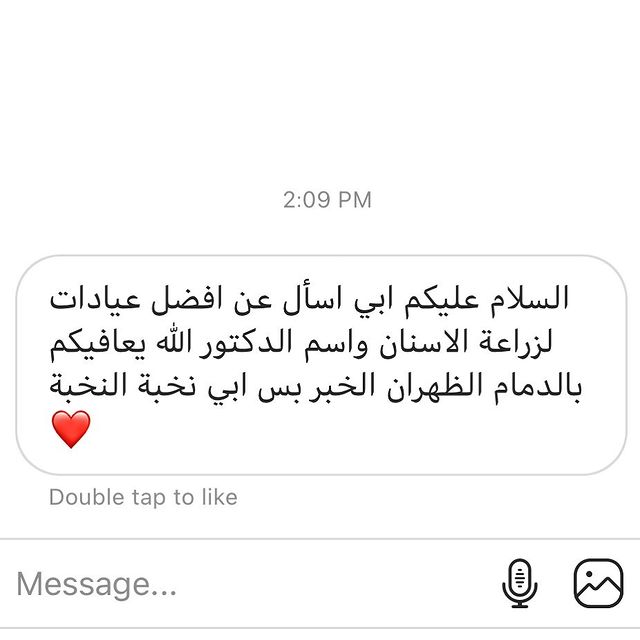 2:09 PM
السلام عليكم ابي اسأل عن افضل عيادات
لزراعة الاسنان واسم الدكتور الله يعافيكم
بالدمام الظهران الخبر بس ابي نخبة النخبة
❤️
Double tap to like
Message...